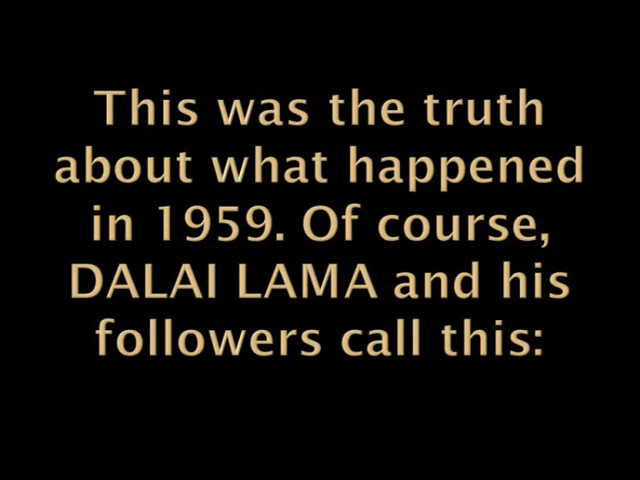 This was the truth
about what happened
in 1959. Of course,
DALAI LAMA and his
followers call this: